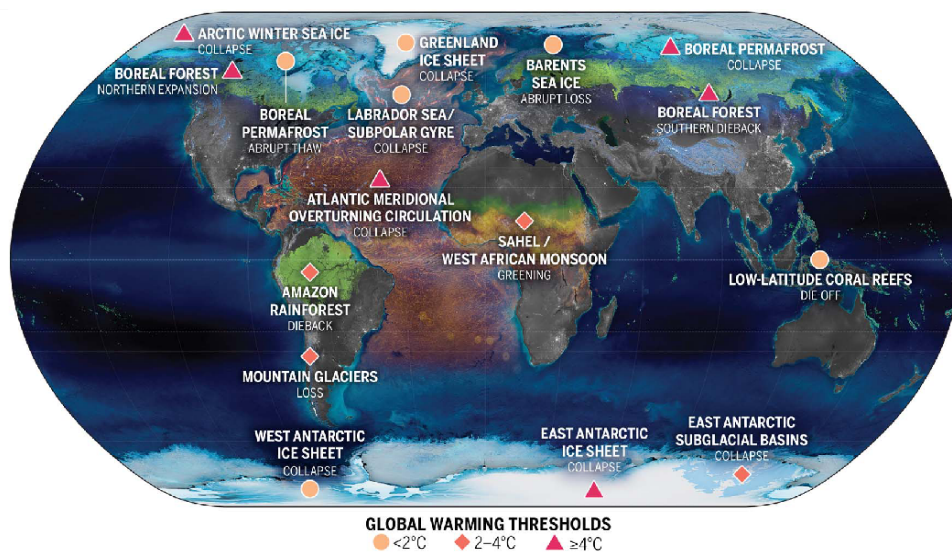 ARCTIC WINTER SEA ICE
COLLAPSE
GREENLAND
ICE SHEET
COLLAPSE
BARENTS
SEA ICE
ABRUPT LOSS
BOREAL PERMAFROST
COLLAPSE
BOREAL FOREST
NORTHERN EXPANSION
BOREAL
PERMAFROST
ABRUPT THAW
LABRADOR SEA/
SUBPOLAR GYRE
COLLAPSE
BOREAL FOREST
SOUTHERN DIEBACK
ATLANTIC MERIDIONAL
OVERTURNING CIRCULATION
COLLAPSE
SAHEL /
WEST AFRICAN MONSOON
GREENING
LOW-LATITUDE CORAL REEFS
DIE OFF
AMAZON
RAINFOREST
DIEBACK
MOUNTAIN GLACIERS
LOSS
WEST ANTARCTIC
ICE SHEET
COLLAPSE
EAST ANTARCTIC
ICE SHEET
COLLAPSE
EAST ANTARCTIC
SUBGLACIAL BASINS
COLLAPSE
GLOBAL WARMING THRESHOLDS
<2°C 2–4°C ≥4°C